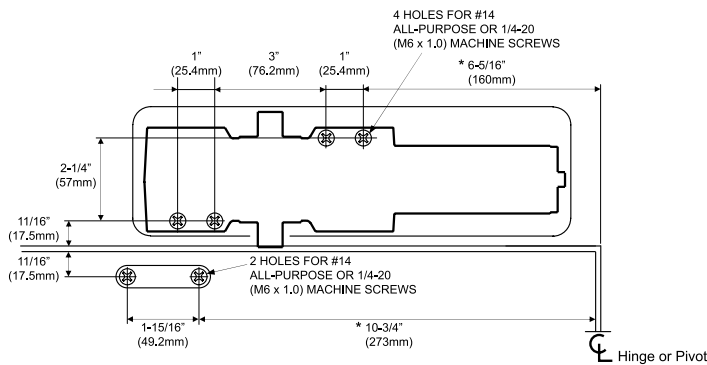 4 HOLES FOR #14
ALL-PURPOSE OR 1/4-20
(M6 x 1.0) MACHINE SCREWS
1"
(25.4mm)
3"
(76.2mm)
1"
(25.4mm)
* 6-5/16"
(160mm)
2-1/4"
(57mm)
11/16"
(17.5mm)
11/16"
(17.5mm)
2 HOLES FOR #14
ALL-PURPOSE OR 1/4-20
(M6 x 1.0) MACHINE SCREWS
1-15/16"
(49.2mm)
* 10-3/4"
(273mm)
℄ Hinge or Pivot